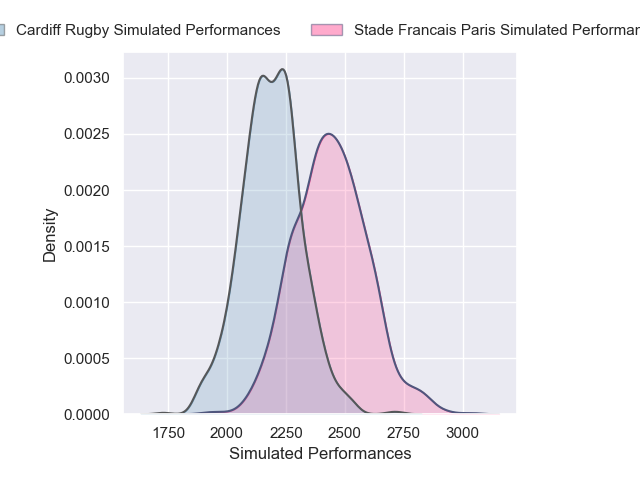 Cardiff Rugby Simulated Performances
Stade Francais Paris Simulated Performar
0.0030
0.0025
0.0020
0.0015
0.0010
0.0005
0.0000
Density
1750 2000 2250 2500 2750 3000
Simulated Performances